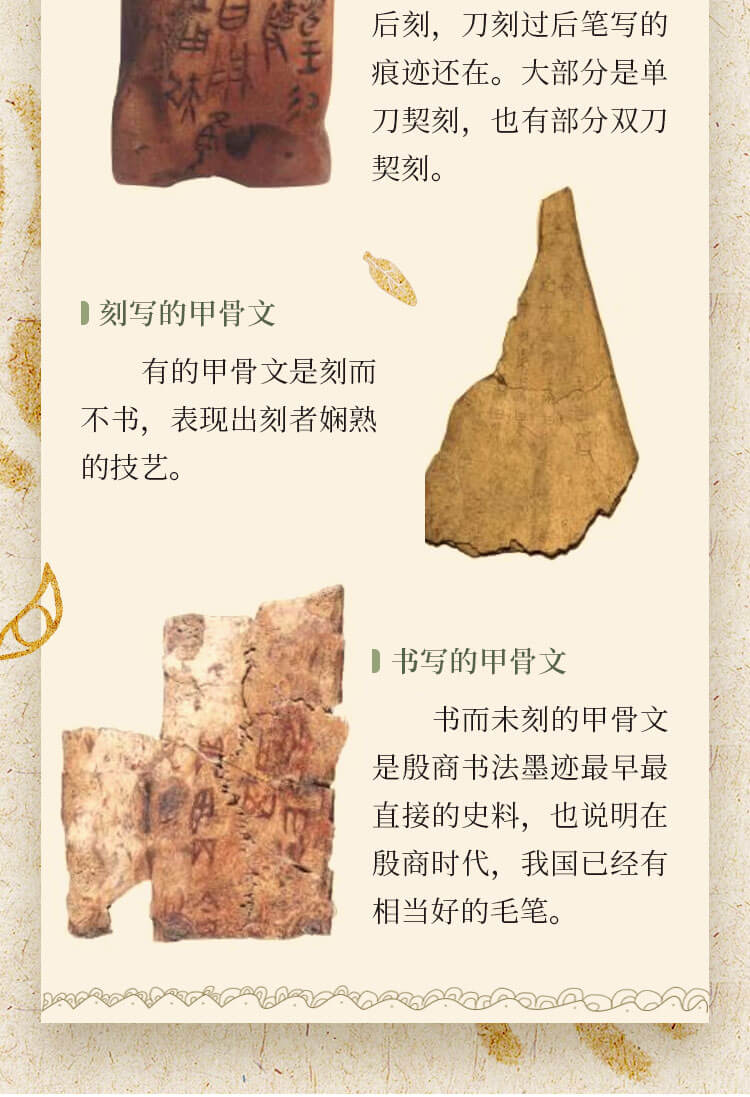 后刻，刀刻过后笔写的
痕迹还在。大部分是单
刀契刻，也有部分双刀
契刻。
刻写的甲骨文
有的甲骨文是刻而
不书，表现出刻者娴熟
的技艺。
书写的甲骨文
书而未刻的甲骨文
是殷商书法墨迹最早最
直接的史料，也说明在
殷商时代，我国已经有
相当好的毛笔。